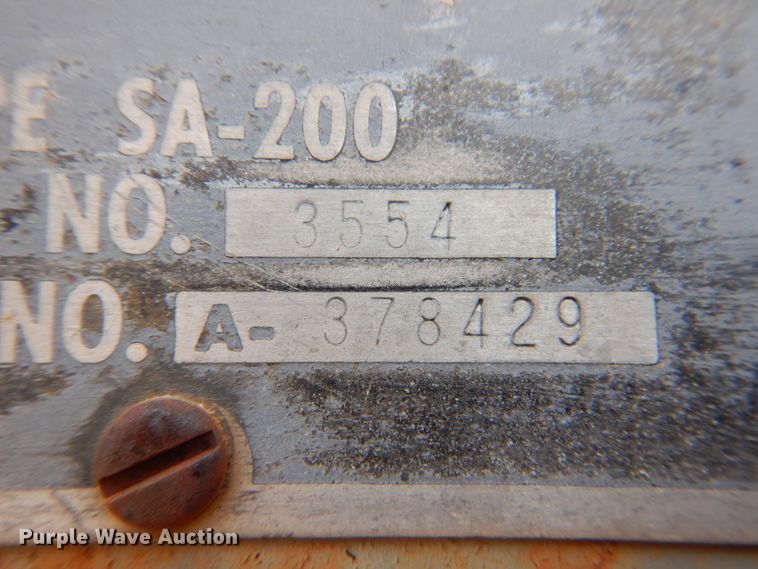 PE SA-200
NO. 3554
NO. A- 378429
Purple Wave Auction